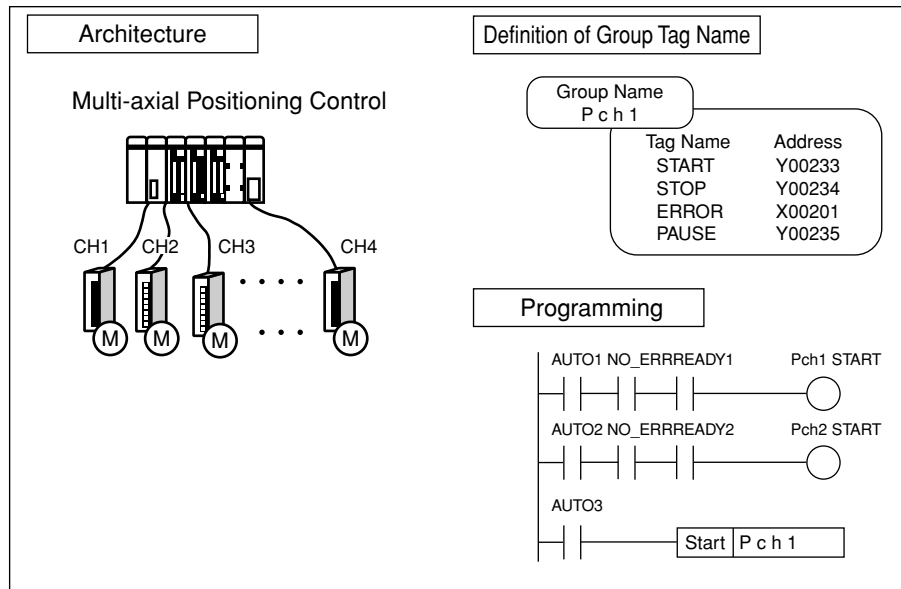 Architecture
Multi-axial Positioning Control
CH1 CH2 CH3 CH4
M M M M
Definition of Group Tag Name
Group Name
P c h 1
Tag Name Address
START Y00233
STOP Y00234
ERROR X00201
PAUSE Y00235
Programming
AUTO1 NO_ERRREADY1 Pch1 START
AUTO2 NO_ERRREADY2 Pch2 START
AUTO3
Start P c h 1